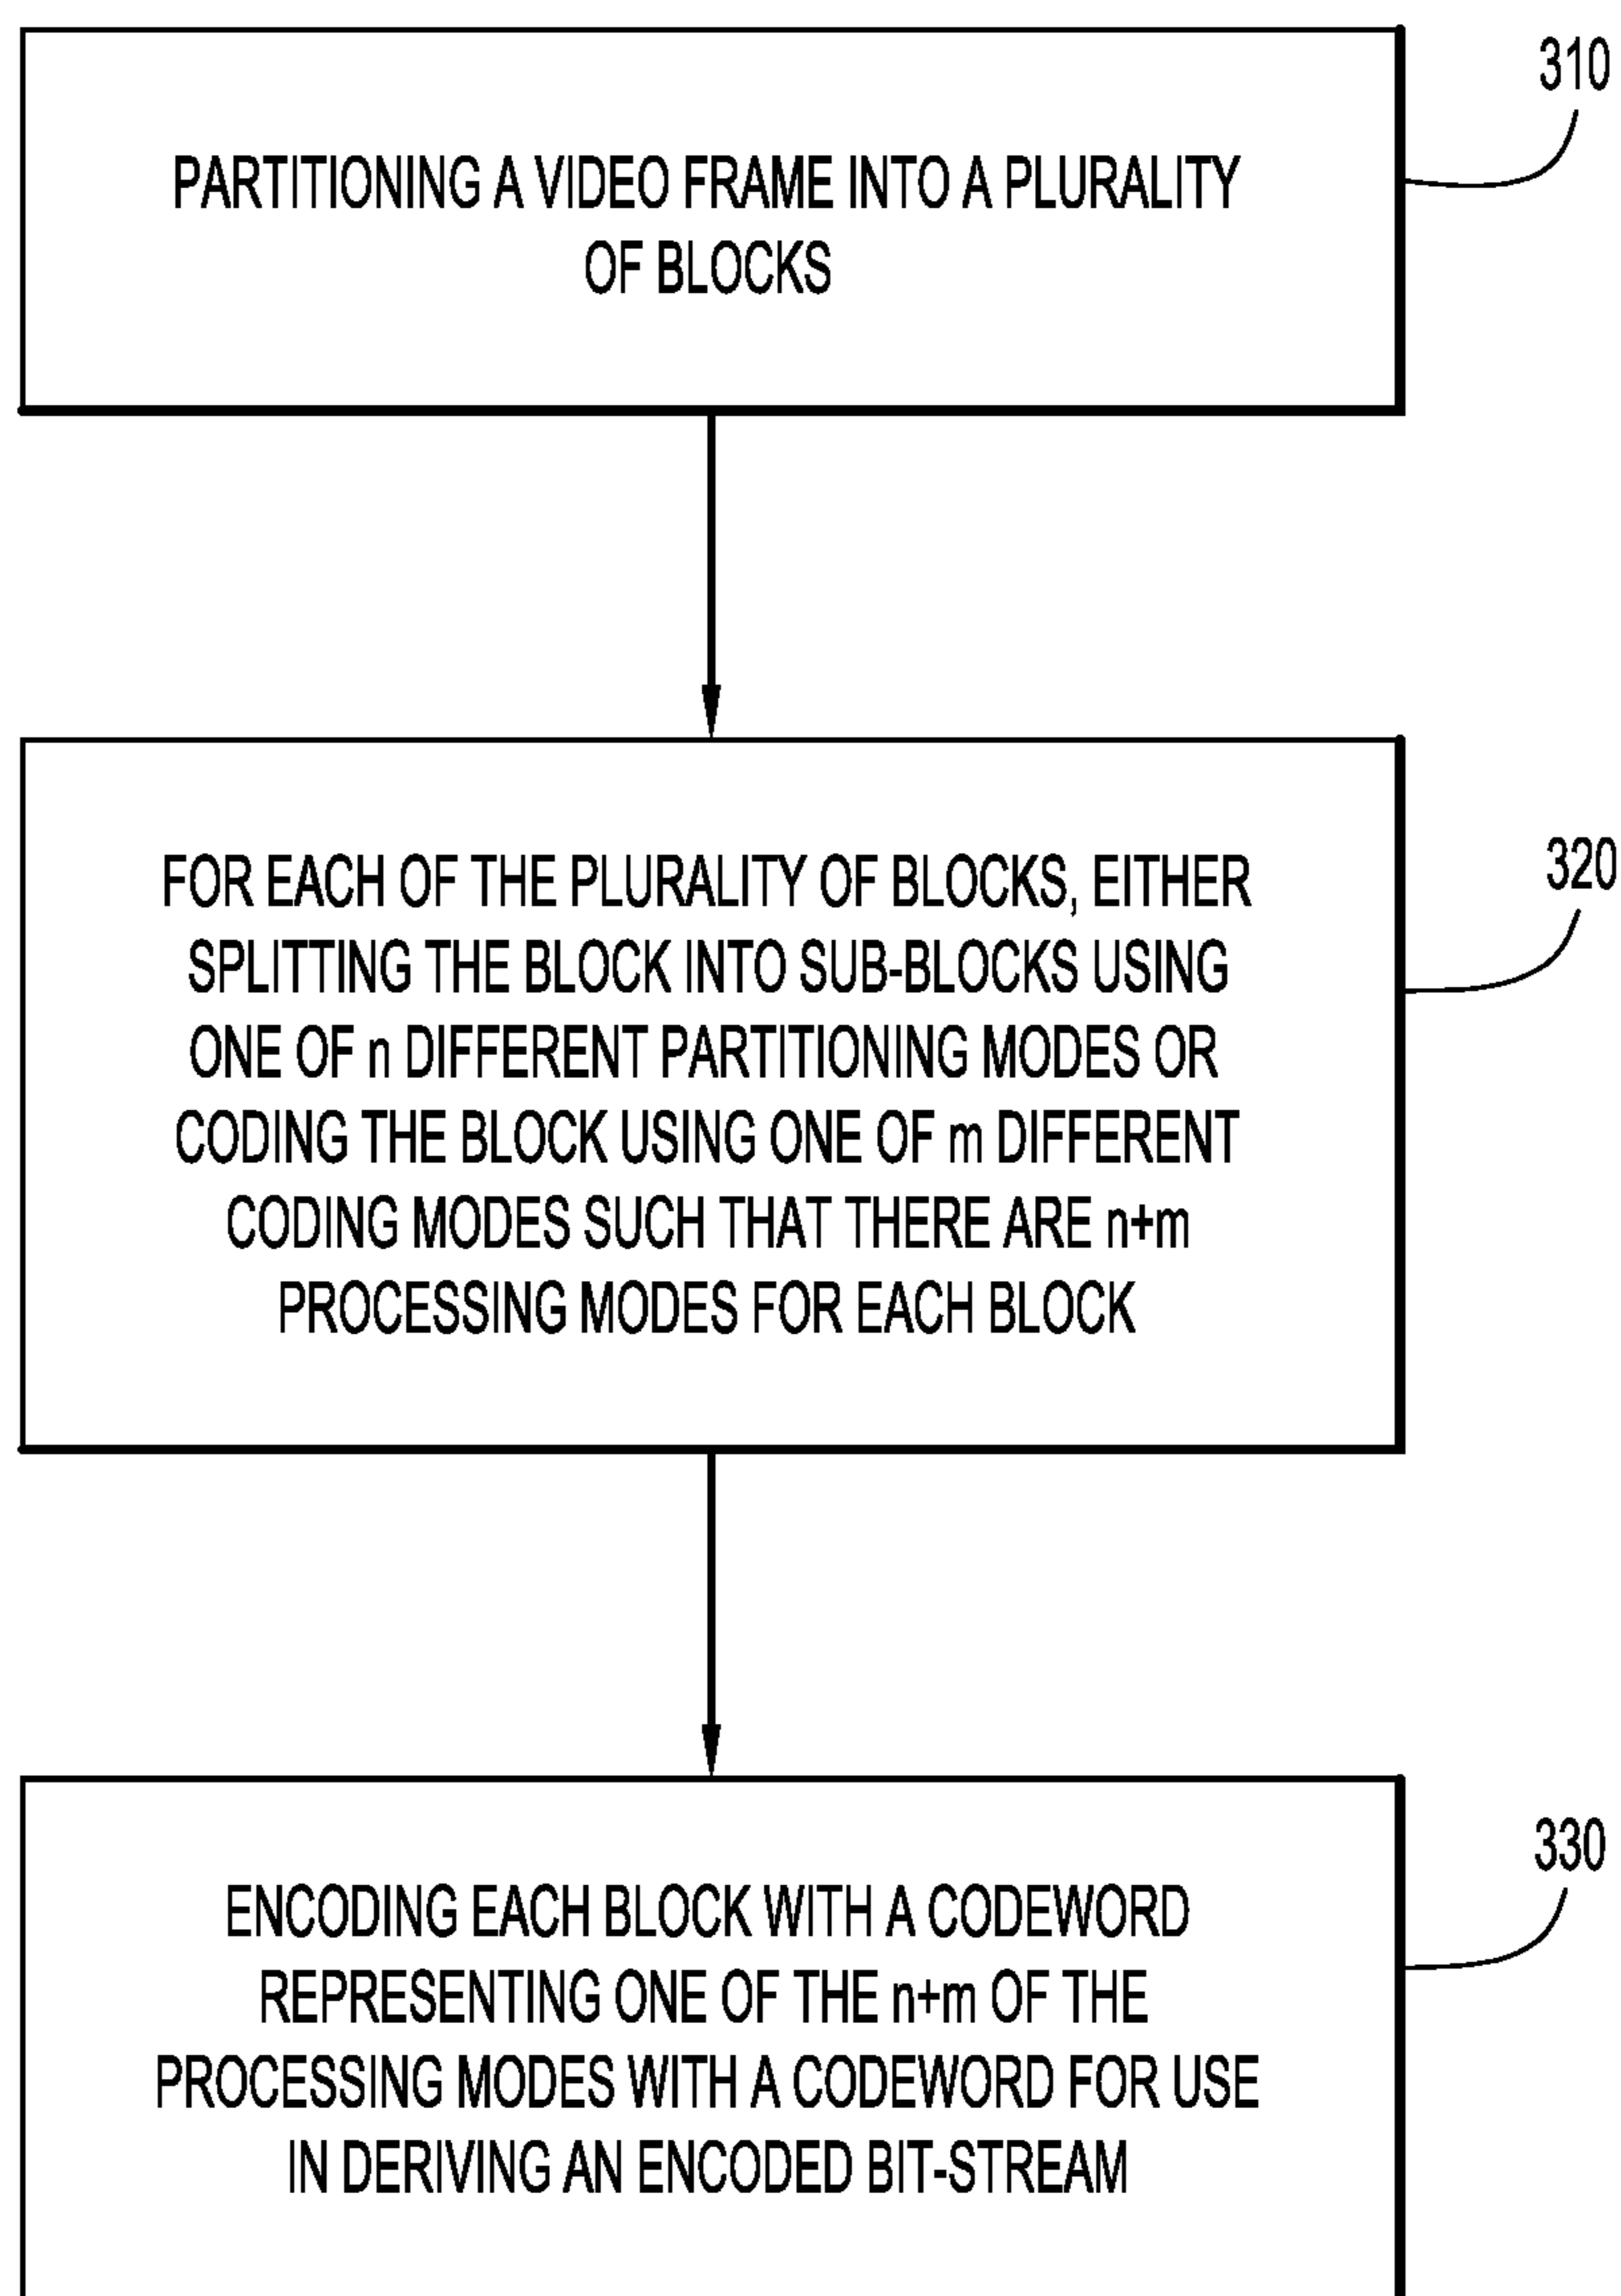 310
PARTITIONING A VIDEO FRAME INTO A PLURALITY
OF BLOCKS
320
FOR EACH OF THE PLURALITY OF BLOCKS, EITHER
SPLITTING THE BLOCK INTO SUB-BLOCKS USING
ONE OF n DIFFERENT PARTITIONING MODES OR
CODING THE BLOCK USING ONE OF m DIFFERENT
CODING MODES SUCH THAT THERE ARE n+m
PROCESSING MODES FOR EACH BLOCK
330
ENCODING EACH BLOCK WITH A CODEWORD
REPRESENTING ONE OF THE n+m OF THE
PROCESSING MODES WITH A CODEWORD FOR USE
IN DERIVING AN ENCODED BIT-STREAM